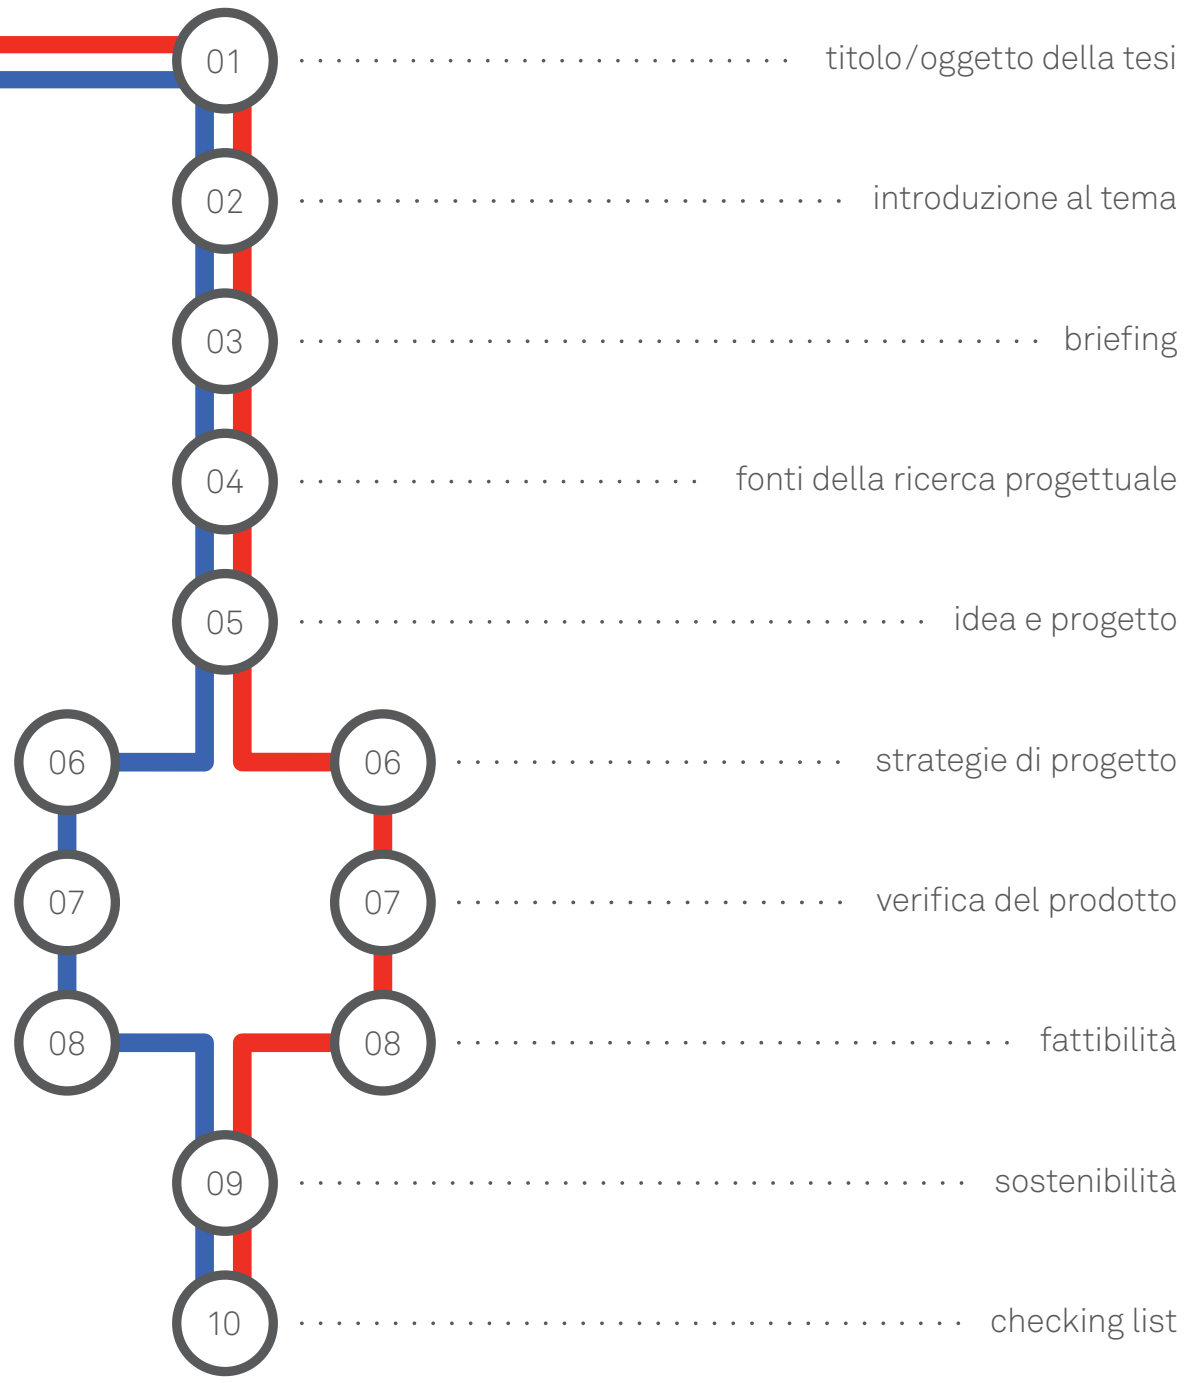 01 titolo/oggetto della tesi
02 introduzione al tema
03 briefing
04 fonti della ricerca progettuale
05 idea e progetto
06 06 strategie di progetto
07 07 verifica del prodotto
08 08 fattibilità
09 sostenibilità
10 checking list